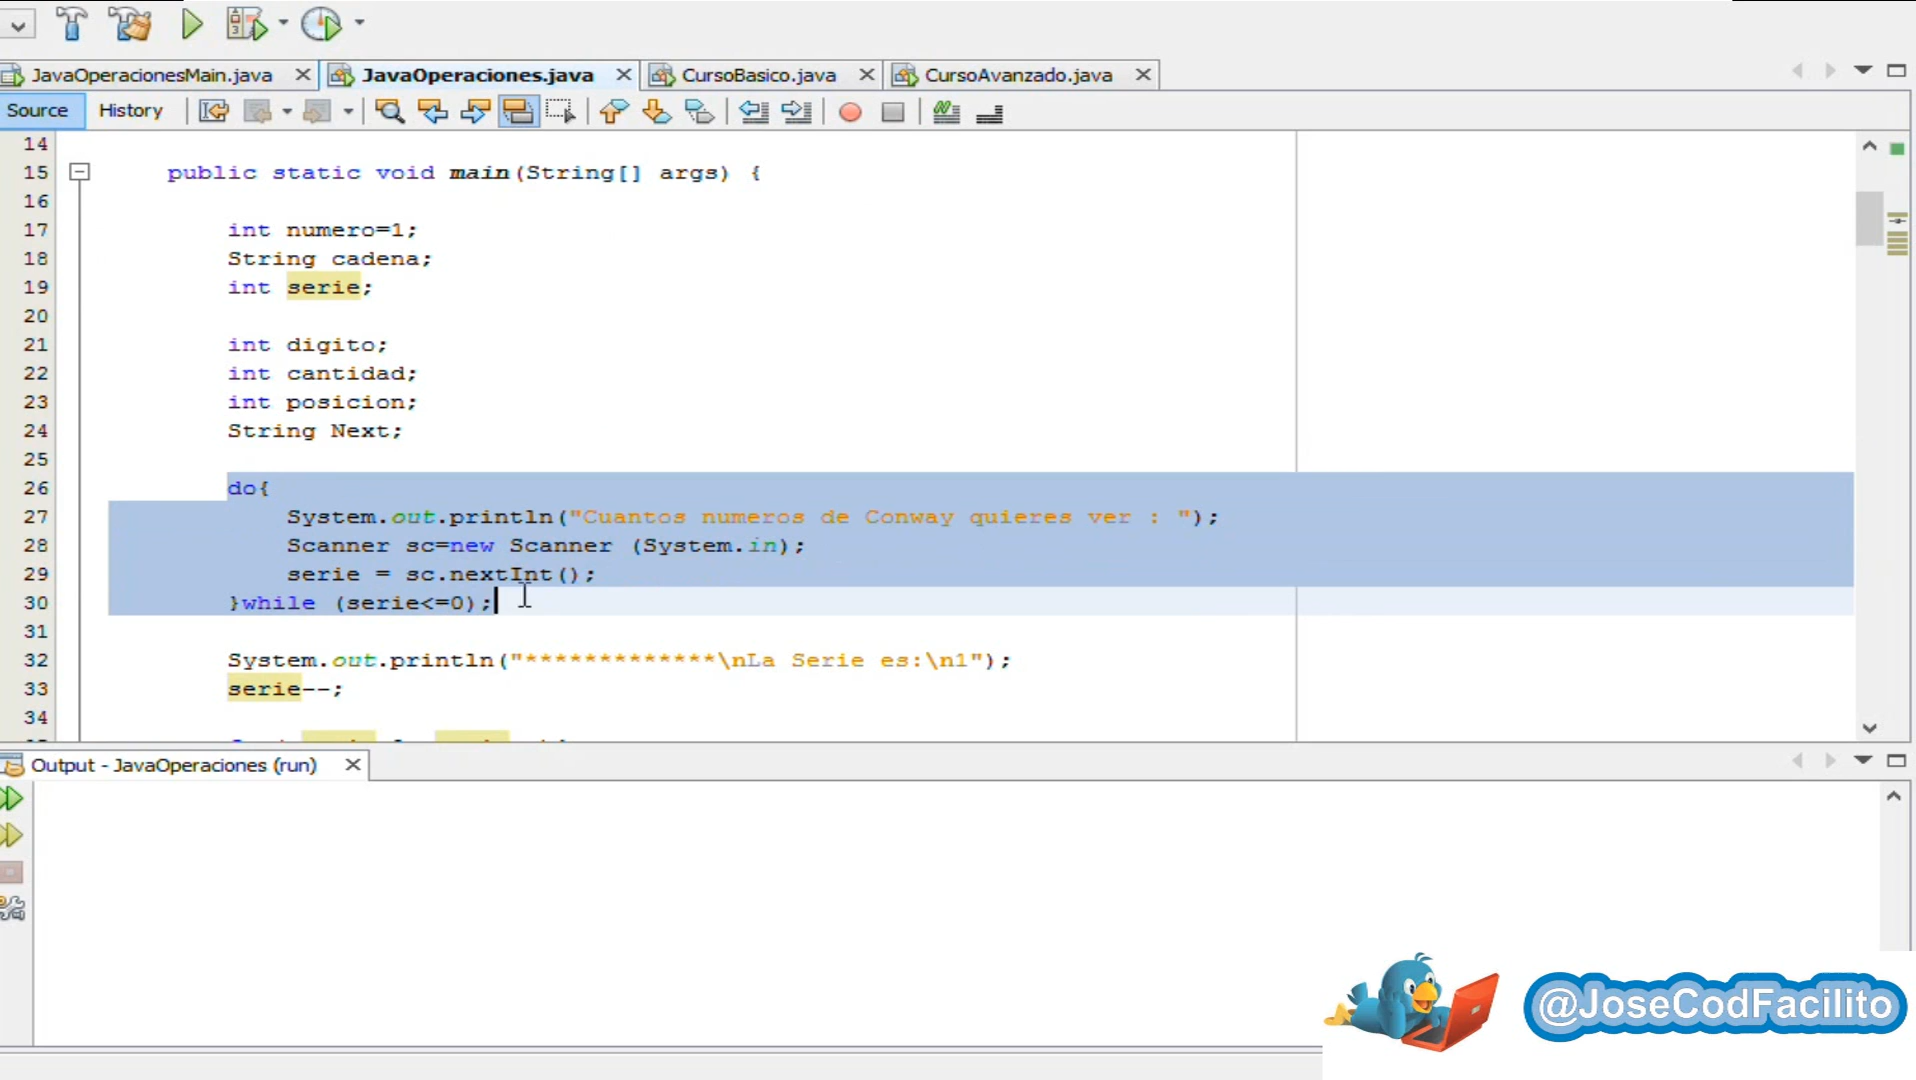 JavaOperacionesMain.java
JavaOperaciones.java
CursoBasico.java
CursoAvanzado.java
Source
History
14
15 public static void main(String[] args) {
16
17 int numero=1;
18 String cadena;
19 int serie;
20
21 int digito;
22 int cantidad;
23 int posicion;
24 String Next;
25
26 do{
27 System.out.println("Cuantos numeros de Conway quieres ver : ");
28 Scanner sc=new Scanner (System.in);
29 serie = sc.nextInt();
30 }while (serie<=0);
31
32 System.out.println("*************\nLa Serie es:\n1");
33 serie--;
34
Output - JavaOperaciones (run)
@JoseCodFacilito